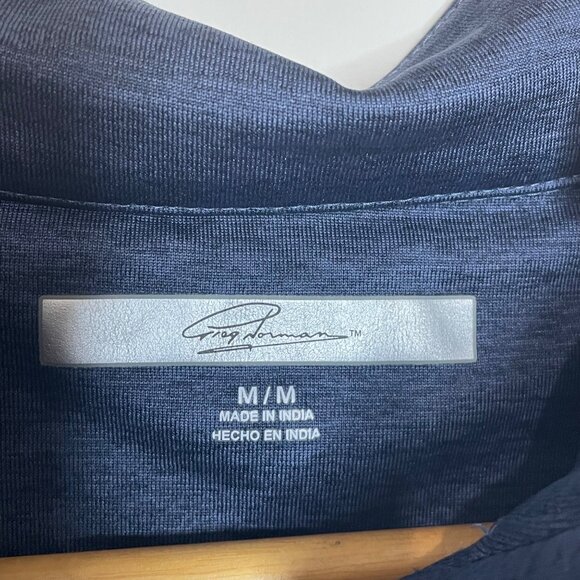 Greg Norman™
M / M
MADE IN INDIA
HECHO EN INDIA